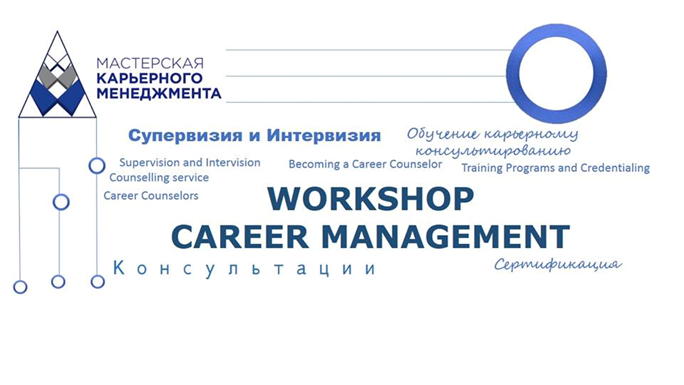 МАСТЕРСКАЯ
КАРЬЕРНОГО
МЕНЕДЖМЕНТА
Супервизия и Интервизия
Обучение карьерному
консультированию
Supervision and Intervision
Becoming a Career Counselor
Training Programs and Credentialing
Counselling service
Career Counselors
WORKSHOP
CAREER MANAGEMENT
Консультации
Сертификация